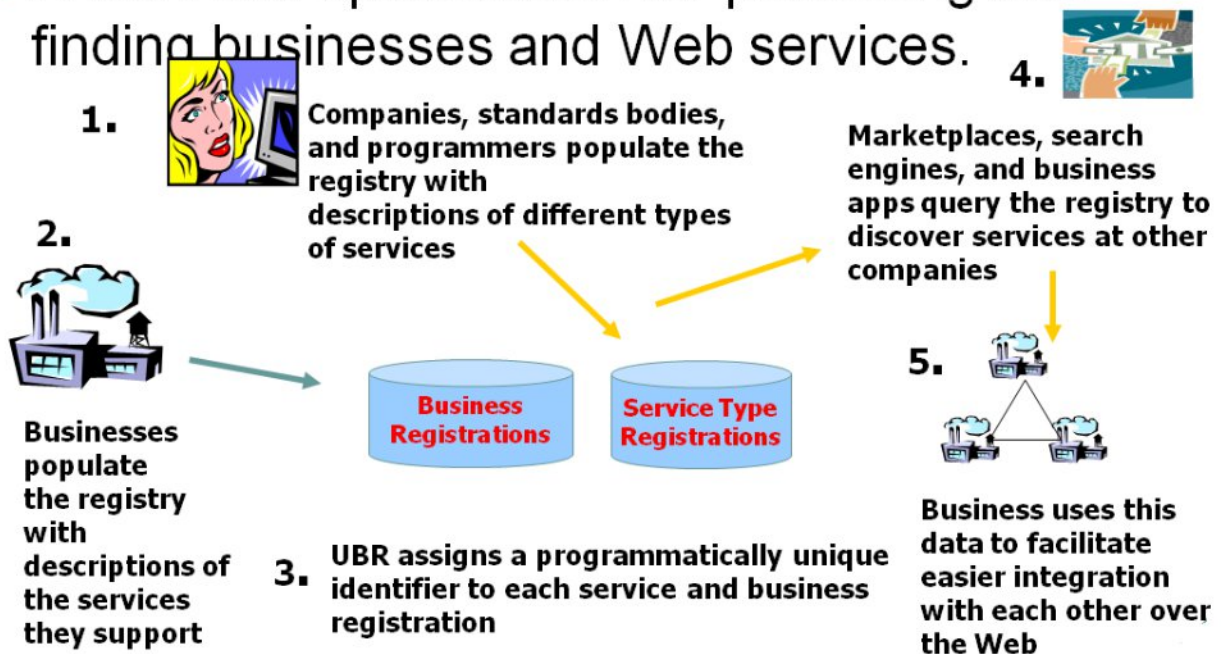 finding businesses and Web services.
1.
Companies, standards bodies,
and programmers populate the
registry with
descriptions of different types
of services
2.
Businesses
populate
the registry
with
descriptions of
the services
they support
Business
Registrations
Service Type
Registrations
3.
UBR assigns a programmatically unique
identifier to each service and business
registration
4.
Marketplaces, search
engines, and business
apps query the registry to
discover services at other
companies
5.
Business uses this
data to facilitate
easier integration
with each other over
the Web